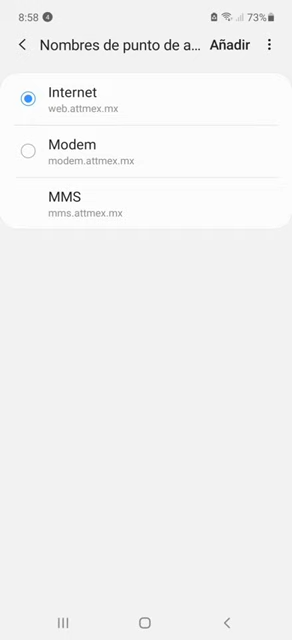 8:58 4 73%
Nombres de punto de a... Añadir
Internet
web.attmex.mx
Modem
modem.attmex.mx
MMS
mms.attmex.mx